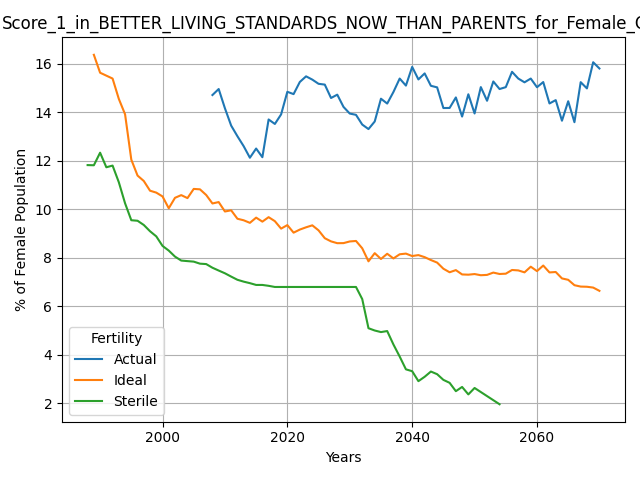 Score_1_in_BETTER_LIVING_STANDARDS_NOW_THAN_PARENTS_for_Female_
% of Female Population
16
14
12
10
8
6
4
2
Fertility
Actual
Ideal
Sterile
2000
2020
2040
2060
Years